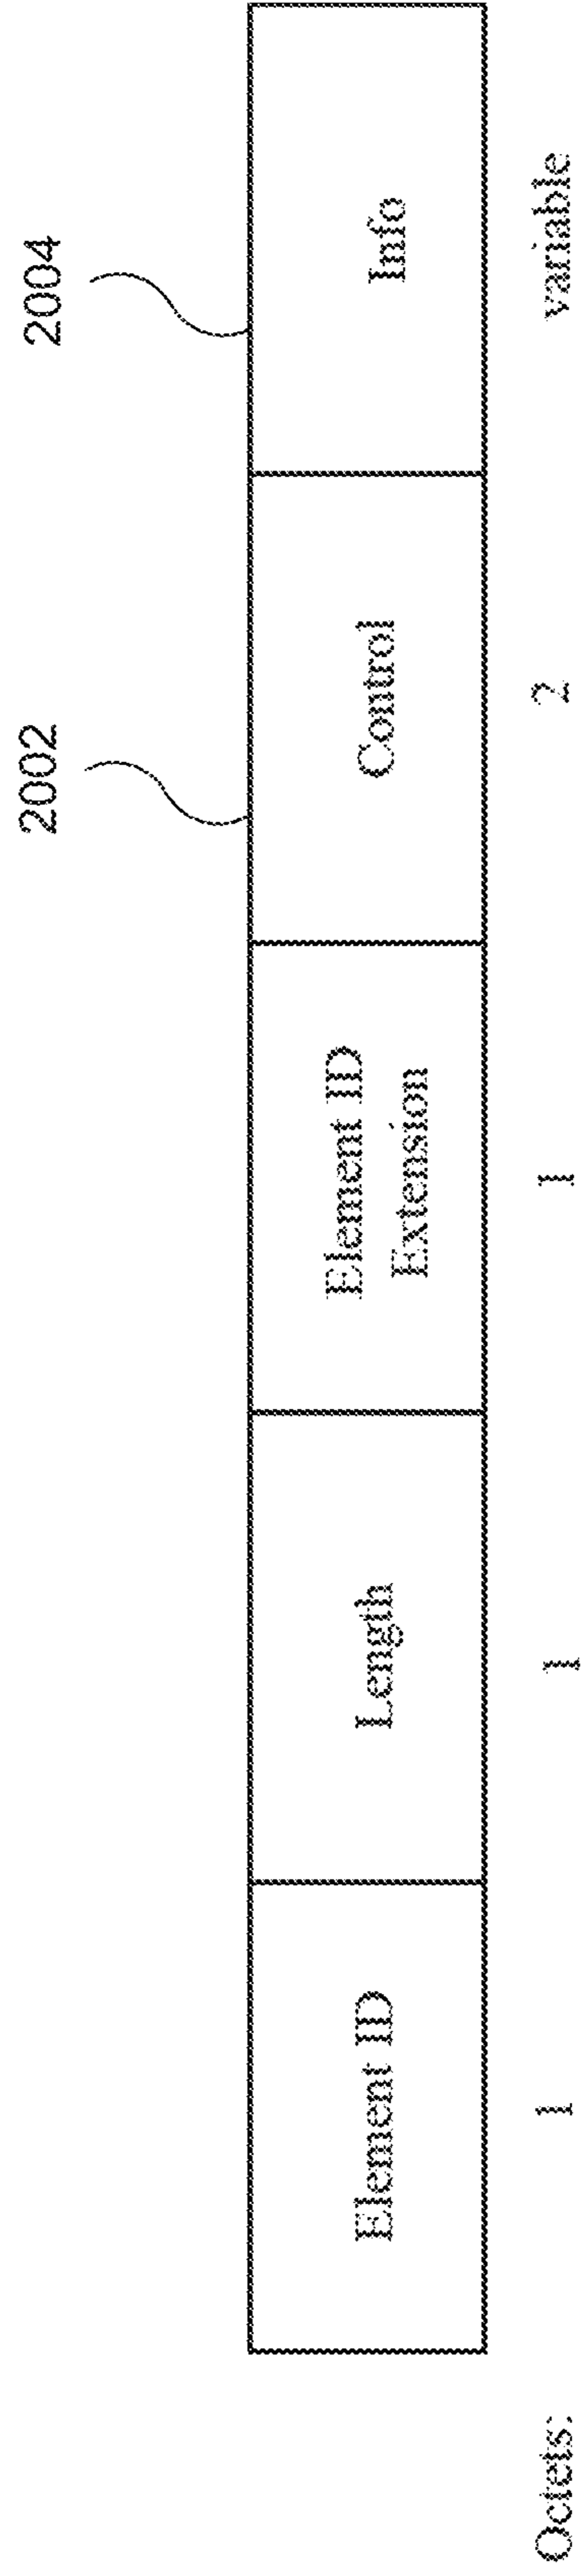 2002
2004
Element ID
Length
Element ID
Extension
Control
Info
Octets:
1
1
1
2
variable